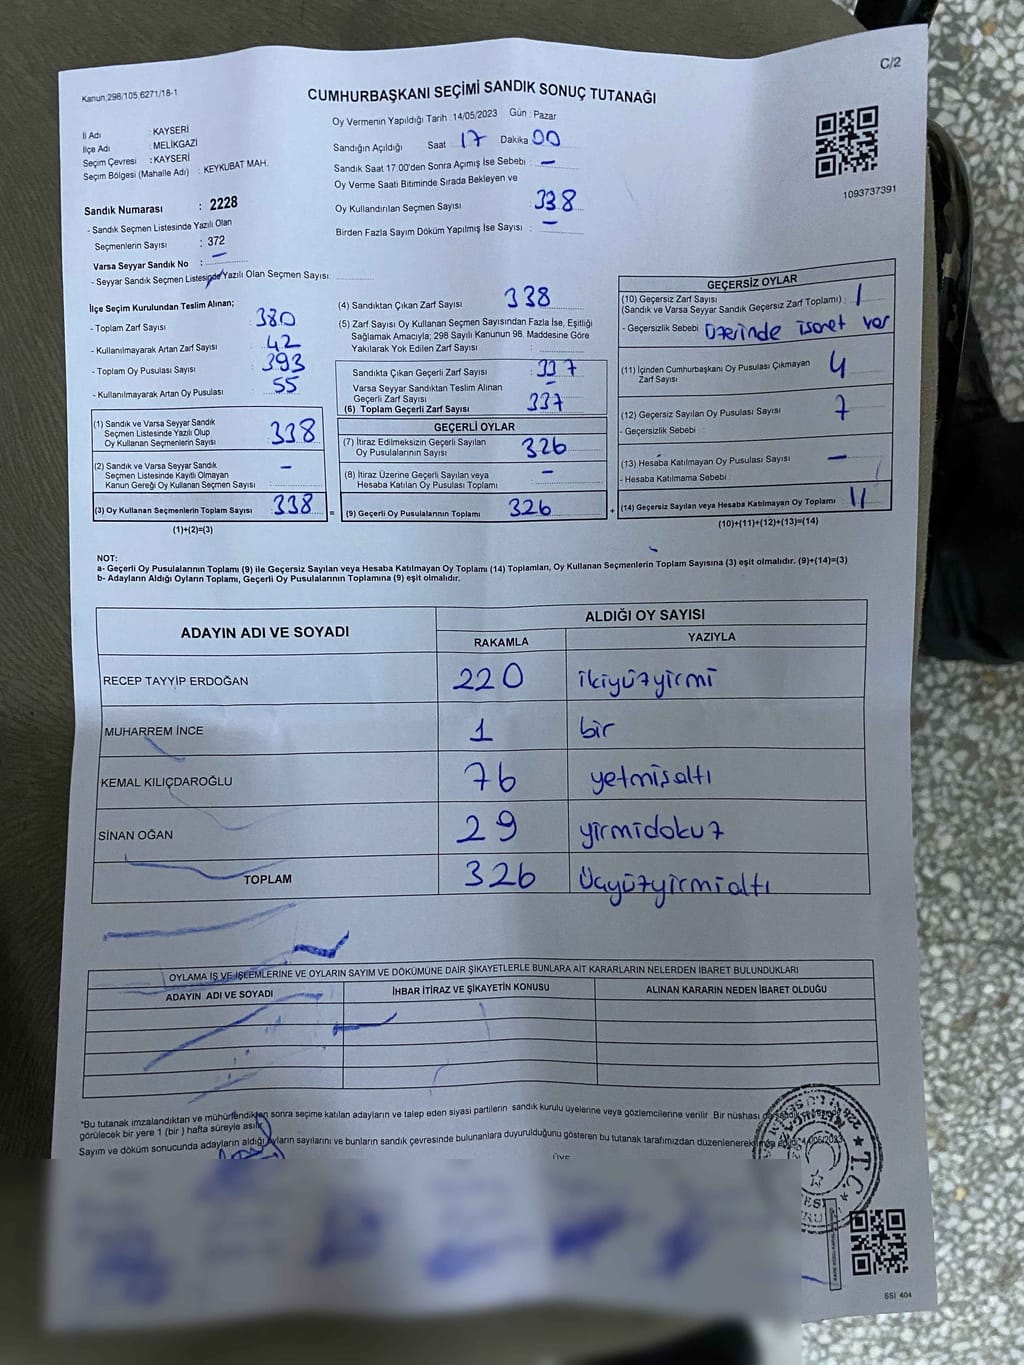 C/2
Kanun.298/105.6271/18-1
CUMHURBAŞKANI SEÇİMİ SANDIK SONUÇ TUTANAĞI
İl Adı : KAYSERİ
İlçe Adı : MELİKGAZİ
Seçim Çevresi : KAYSERİ
Seçim Bölgesi (Mahalle Adı) : KEYKUBAT MAH.
Sandık Numarası : 2228
- Sandık Seçmen Listesinde Yazılı Olan
Seçmenlerin Sayısı : 372
Varsa Seyyar Sandık No : –
- Seyyar Sandık Seçmen Listesinde Yazılı Olan Seçmen Sayısı:
Oy Vermenin Yapıldığı Tarih : 14/05/2023 Gün : Pazar
Sandığın Açıldığı Saat 17 Dakika 00
Sandık Saat 17.00'den Sonra Açımış İse Sebebi : –
Oy Verme Saati Bitiminde Sırada Bekleyen ve
Oy Kullandırılan Seçmen Sayısı : 338
Birden Fazla Sayım Döküm Yapılmış İse Sayısı : –
1093737391
İlçe Seçim Kurulundan Teslim Alınan;
- Toplam Zarf Sayısı : 380
- Kullanılmayarak Artan Zarf Sayısı : 42
- Toplam Oy Pusulası Sayısı : 393
- Kullanılmayarak Artan Oy Pusulası : 55
(1) Sandık ve Varsa Seyyar Sandık
Seçmen Listesinde Yazılı Olup
Oy Kullanan Seçmenlerin Sayısı : 338
(2) Sandık ve Varsa Seyyar Sandık
Seçmen Listesinde Kayıtlı Olmayan
Kanun Gereği Oy Kullanan Seçmen Sayısı : –
(3) Oy Kullanan Seçmenlerin Toplam Sayısı : 338
(1)+(2)=(3)
(4) Sandıktan Çıkan Zarf Sayısı : 338
(5) Zarf Sayısı Oy Kullanan Seçmen Sayısından Fazla İse, Eşitliği
Sağlamak Amacıyla; 298 Sayılı Kanunun 98. Maddesine Göre
Yakılarak Yok Edilen Zarf Sayısı :
Sandıkta Çıkan Geçerli Zarf Sayısı : 337
Varsa Seyyar Sandıktan Teslim Alınan
Geçerli Zarf Sayısı : –
(6) Toplam Geçerli Zarf Sayısı : 337
GEÇERLİ OYLAR
(7) İtiraz Edilmeksizin Geçerli Sayılan
Oy Pusulalarının Sayısı : 326
(8) İtiraz Üzerine Geçerli Sayılan veya
Hesaba Katılan Oy Pusulası Toplamı : –
= (9) Geçerli Oy Pusulalarının Toplamı : 326
GEÇERSİZ OYLAR
(10) Geçersiz Zarf Sayısı
(Sandık ve Varsa Seyyar Sandık Geçersiz Zarf Toplamı) : 1
- Geçersizlik Sebebi : Üzerinde işaret var
(11) İçinden Cumhurbaşkanı Oy Pusulası Çıkmayan
Zarf Sayısı : 4
(12) Geçersiz Sayılan Oy Pusulası Sayısı : 7
- Geçersizlik Sebebi :
(13) Hesaba Katılmayan Oy Pusulası Sayısı : –
- Hesaba Katılmama Sebebi :
+ (14) Geçersiz Sayılan veya Hesaba Katılmayan Oy Toplamı : 11
(10)+(11)+(12)+(13)=(14)
NOT:
a- Geçerli Oy Pusulalarının Toplamı (9) ile Geçersiz Sayılan veya Hesaba Katılmayan Oy Toplamı (14) Toplamları, Oy Kullanan Seçmenlerin Toplam Sayısına (3) eşit olmalıdır. (9)+(14)=(3)
b- Adayların Aldığı Oyların Toplamı, Geçerli Oy Pusulalarının Toplamına (9) eşit olmalıdır.
ADAYIN ADI VE SOYADI ALDIĞI OY SAYISI
RAKAMLA YAZIYLA
RECEP TAYYİP ERDOĞAN 220 ikiyüzyirmi
MUHARREM İNCE 1 bir
KEMAL KILIÇDAROĞLU 76 yetmişaltı
SİNAN OĞAN 29 yirmidokuz
TOPLAM 326 Üçyüzyirmialtı
OYLAMA İŞ VE İŞLEMLERİNE VE OYLARIN SAYIM VE DÖKÜMÜNE DAİR ŞİKAYETLERLE BUNLARA AİT KARARLARIN NELERDEN İBARET BULUNDUKLARI
ADAYIN ADI VE SOYADI İHBAR İTİRAZ VE ŞİKAYETİN KONUSU ALINAN KARARIN NEDEN İBARET OLDUĞU
*Bu tutanak imzalandıktan ve mühürlendikten sonra seçime katılan adayların ve talep eden siyasi partilerin sandık kurulu üyelerine veya gözlemcilerine verilir. Bir nüshası
görülecek bir yere 1 (bir) hafta süreyle asılır.
Sayım ve döküm sonucunda adayların aldığı oyların sayılarını ve bunların sandık çevresinde bulunanlara duyurulduğunu gösteren bu tutanak tarafımızdan düzenlenerek
ÜYE
T.C.
SSI 404